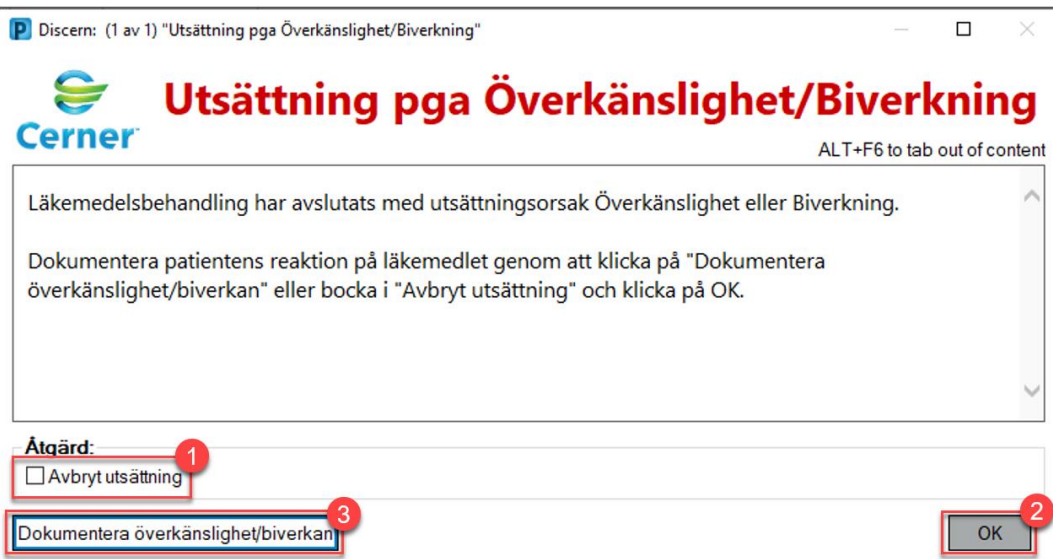 Discern: (1 av 1) "Utsättning pga Överkänslighet/Biverkning"
Cerner
Utsättning pga Överkänslighet/Biverkning
ALT+F6 to tab out of content
Läkemedelsbehandling har avslutats med utsättningsorsak Överkänslighet eller Biverkning.
Dokumentera patientens reaktion på läkemedlet genom att klicka på "Dokumentera
överkänslighet/biverkan" eller bocka i "Avbryt utsättning" och klicka på OK.
Åtgärd:
1
Avbryt utsättning
3
Dokumentera överkänslighet/biverkan
2
OK